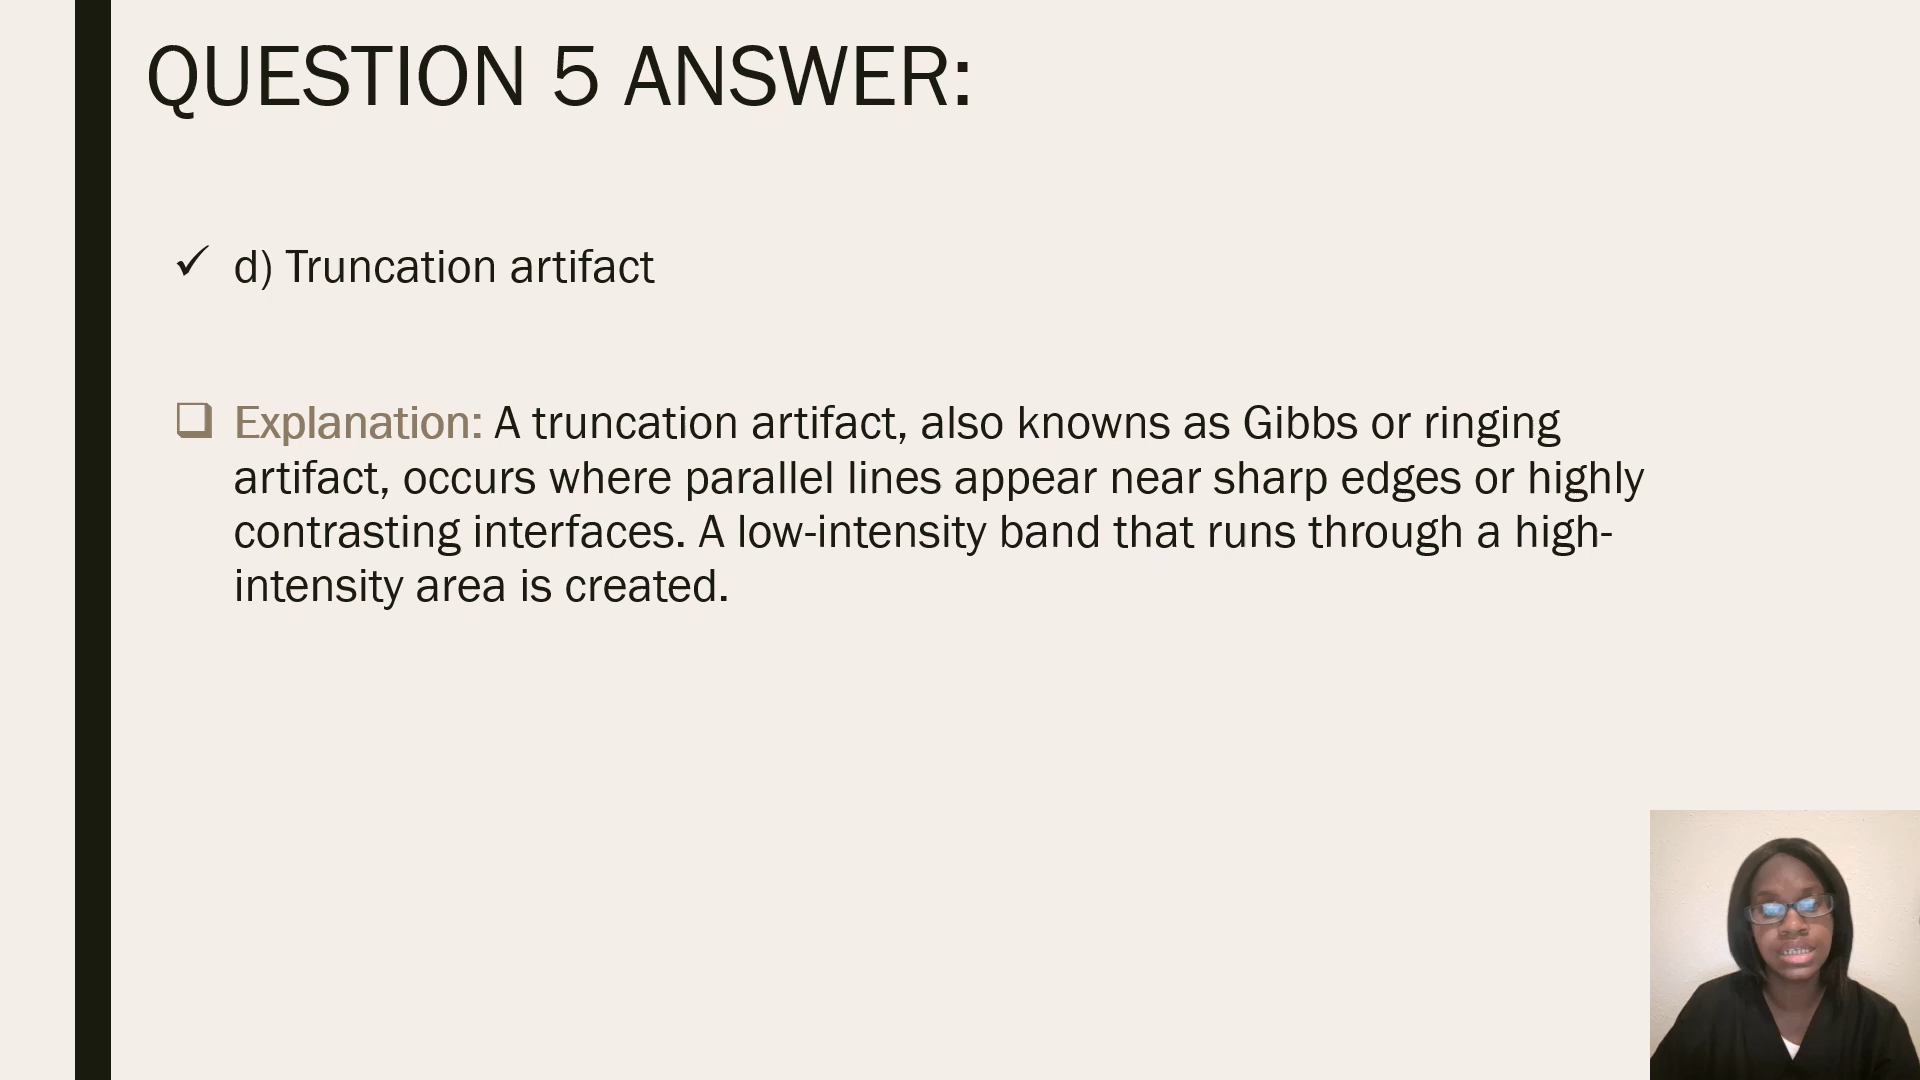 QUESTION 5 ANSWER:
d) Truncation artifact
Explanation: A truncation artifact, also knowns as Gibbs or ringing
artifact, occurs where parallel lines appear near sharp edges or highly
contrasting interfaces. A low-intensity band that runs through a high-
intensity area is created.